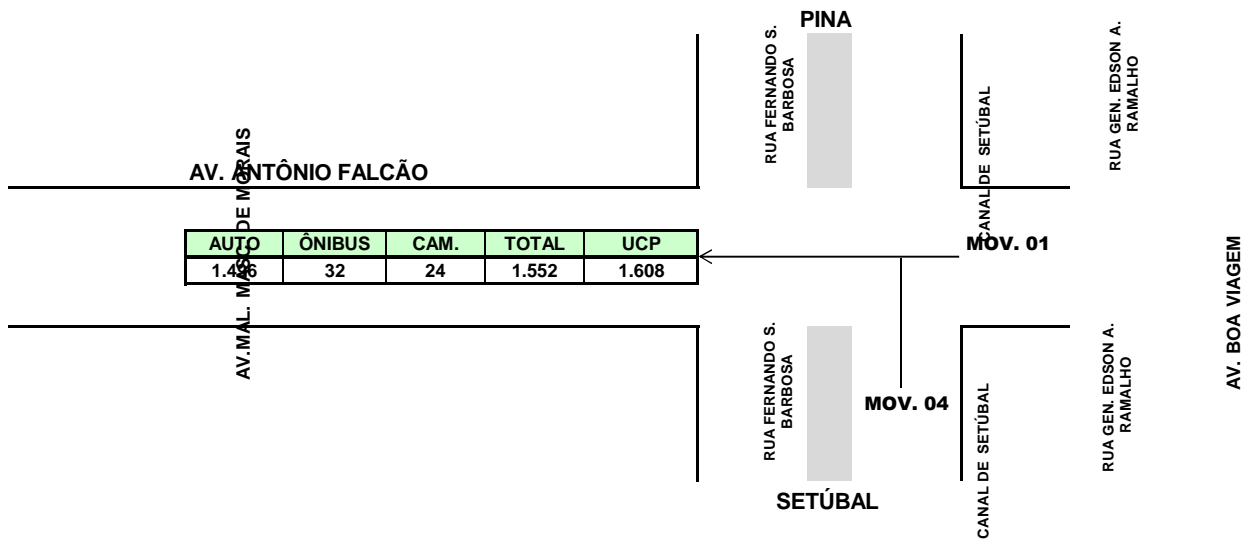 PINA
RUA FERNANDO S.
BARBOSA
CANAL DE SETÚBAL
RUA GEN. EDSON A.
RAMALHO
AV. ANTÔNIO FALCÃO
AV.MAL. MASC. DE MORAIS
AUTO ÔNIBUS CAM. TOTAL UCP
1.496 32 24 1.552 1.608
MOV. 01
AV. BOA VIAGEM
RUA FERNANDO S.
BARBOSA
MOV. 04
CANAL DE SETÚBAL
RUA GEN. EDSON A.
RAMALHO
SETÚBAL